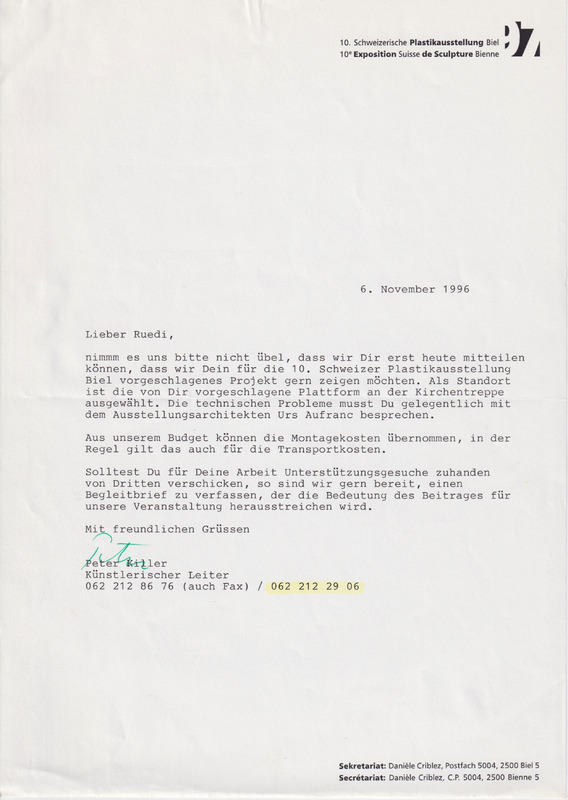 10. Schweizerische Plastikausstellung Biel
10e Exposition Suisse de Sculpture Bienne
97
6. November 1996
Lieber Ruedi,
nimmm es uns bitte nicht übel, dass wir Dir erst heute mitteilen
können, dass wir Dein für die 10. Schweizer Plastikausstellung
Biel vorgeschlagenes Projekt gern zeigen möchten. Als Standort
ist die von Dir vorgeschlagene Plattform an der Kirchentreppe
ausgewählt. Die technischen Probleme musst Du gelegentlich mit
dem Ausstellungsarchitekten Urs Aufranc besprechen.
Aus unserem Budget können die Montagekosten übernommen, in der
Regel gilt das auch für die Transportkosten.
Solltest Du für Deine Arbeit Unterstützungsgesuche zuhanden
von Dritten verschicken, so sind wir gern bereit, einen
Begleitbrief zu verfassen, der die Bedeutung des Beitrages für
unsere Veranstaltung herausstreichen wird.
Mit freundlichen Grüssen
Peter
Peter Killer
Künstlerischer Leiter
062 212 86 76 (auch Fax) / 062 212 29 06
Sekretariat: Danièle Criblez, Postfach 5004, 2500 Biel 5
Secrétariat: Danièle Criblez, C.P. 5004, 2500 Bienne 5